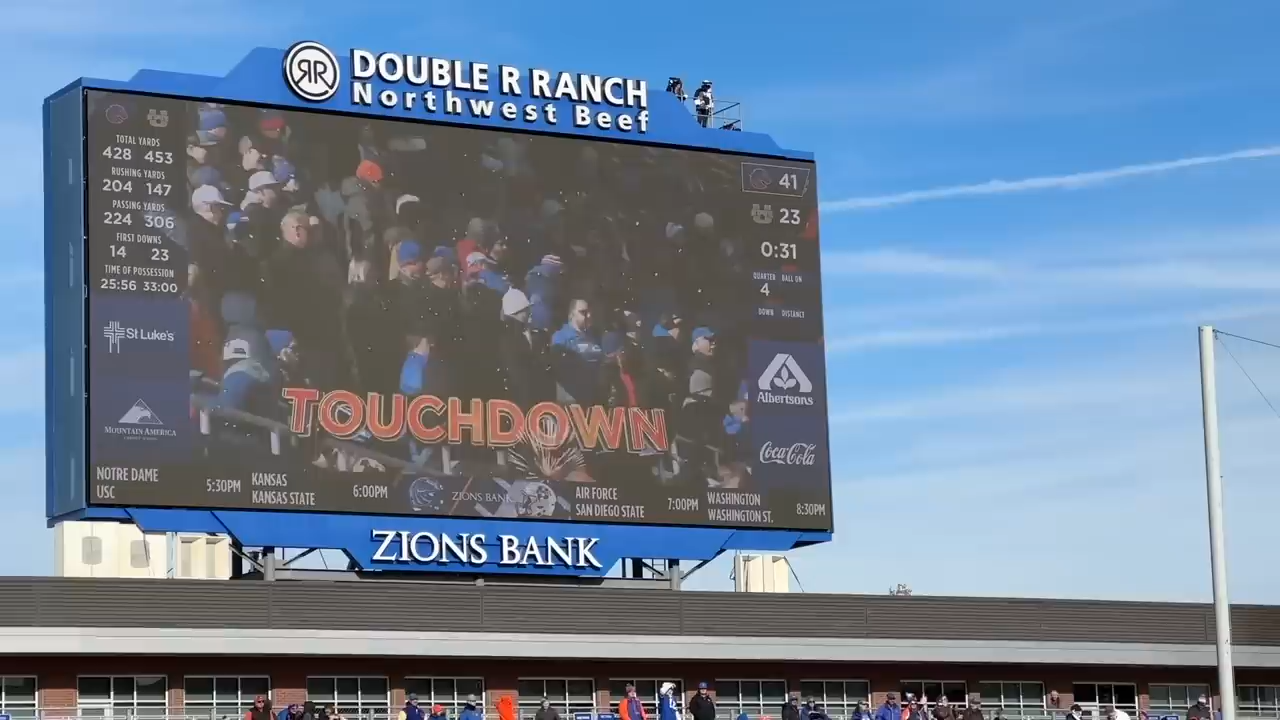 RR DOUBLE R RANCH
Northwest Beef
TOTAL YARDS
428 453
RUSHING YARDS
204 147
PASSING YARDS
224 306
FIRST DOWNS
14 23
TIME OF POSSESSION
25:56 33:00
St Luke's
MOUNTAIN AMERICA
41
U 23
0:31
QUARTER BALL ON
4
DOWN DISTANCE
Albertsons
Coca-Cola
TOUCHDOWN
NOTRE DAME
USC
5:30PM
KANSAS
KANSAS STATE
6:00PM
ZIONS BANK
AIR FORCE
SAN DIEGO STATE
7:00PM
WASHINGTON
WASHINGTON ST.
8:30PM
ZIONS BANK